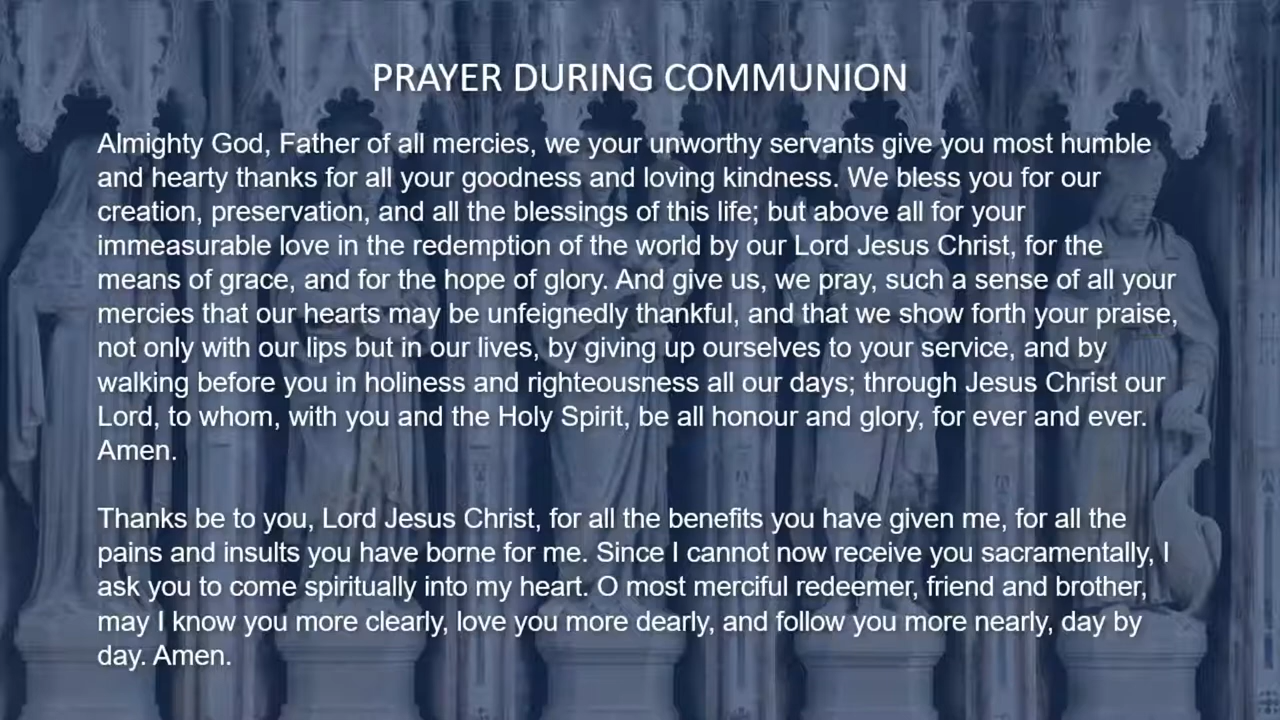 PRAYER DURING COMMUNION
Almighty God, Father of all mercies, we your unworthy servants give you most humble
and hearty thanks for all your goodness and loving kindness. We bless you for our
creation, preservation, and all the blessings of this life; but above all for your
immeasurable love in the redemption of the world by our Lord Jesus Christ, for the
means of grace, and for the hope of glory. And give us, we pray, such a sense of all your
mercies that our hearts may be unfeignedly thankful, and that we show forth your praise,
not only with our lips but in our lives, by giving up ourselves to your service, and by
walking before you in holiness and righteousness all our days; through Jesus Christ our
Lord, to whom, with you and the Holy Spirit, be all honour and glory, for ever and ever.
Amen.
Thanks be to you, Lord Jesus Christ, for all the benefits you have given me, for all the
pains and insults you have borne for me. Since I cannot now receive you sacramentally, I
ask you to come spiritually into my heart. O most merciful redeemer, friend and brother,
may I know you more clearly, love you more dearly, and follow you more nearly, day by
day. Amen.